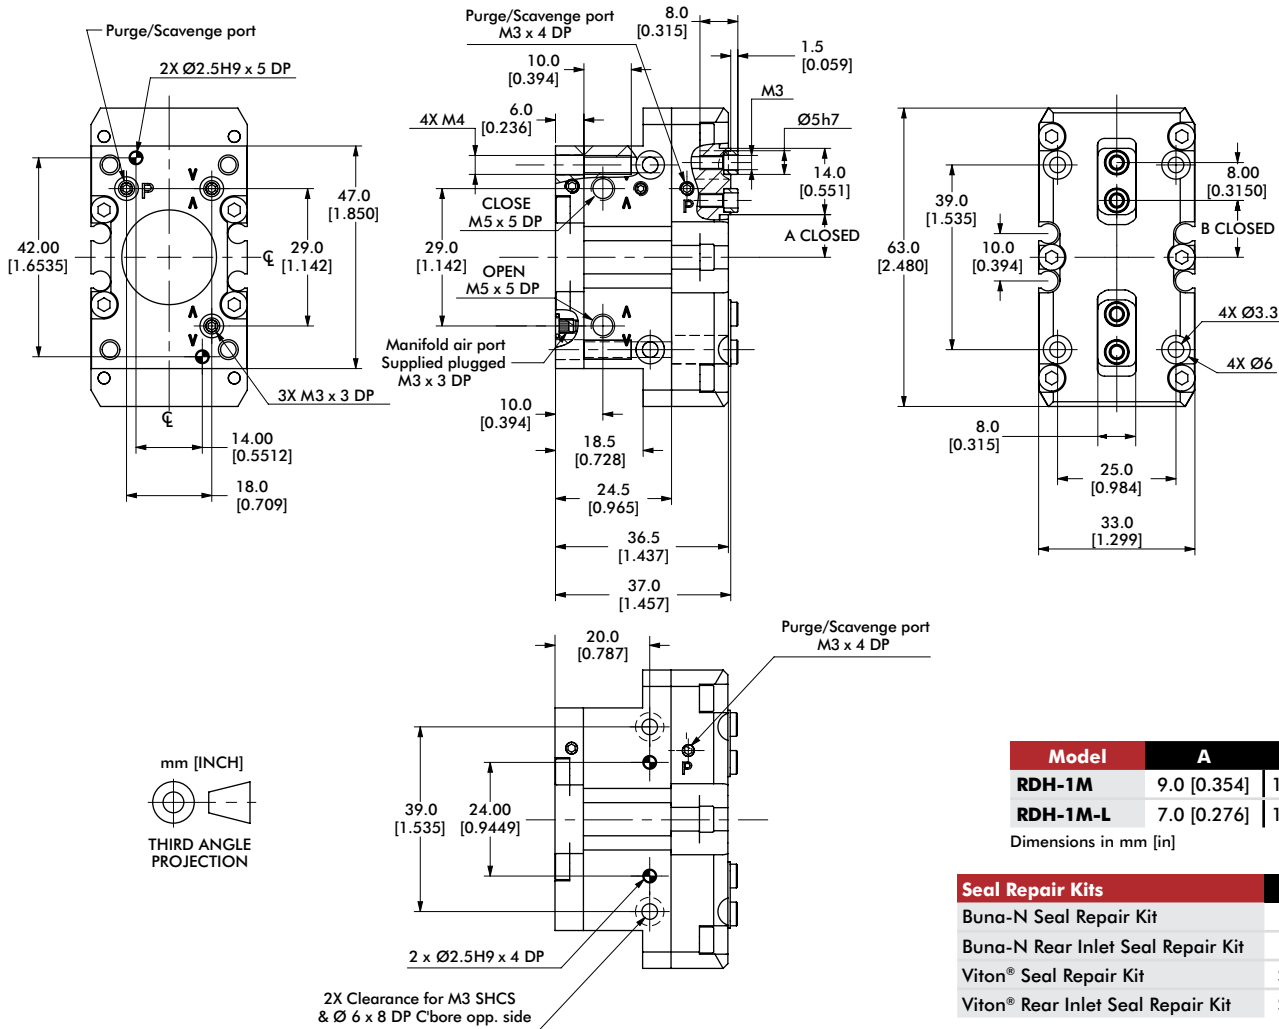 Purge/Scavenge port
2X Ø2.5H9 x 5 DP
P
42.00
[1.6535]
47.0
[1.850]
29.0
[1.142]
℄
3X M3 x 3 DP
℄
14.00
[0.5512]
18.0
[0.709]
Purge/Scavenge port
M3 x 4 DP
8.0
[0.315]
1.5
[0.059]
10.0
[0.394]
M3
6.0
[0.236]
4X M4
Ø5h7
14.0
[0.551]
CLOSE
M5 x 5 DP
P
A CLOSED
29.0
[1.142]
OPEN
M5 x 5 DP
Manifold air port
Supplied plugged
M3 x 3 DP
10.0
[0.394]
18.5
[0.728]
24.5
[0.965]
36.5
[1.437]
37.0
[1.457]
8.00
[0.3150]
39.0
[1.535]
B CLOSED
63.0
[2.480]
10.0
[0.394]
4X Ø3.3
4X Ø6
8.0
[0.315]
25.0
[0.984]
33.0
[1.299]
20.0
[0.787]
Purge/Scavenge port
M3 x 4 DP
P
39.0
[1.535]
24.00
[0.9449]
2 x Ø2.5H9 x 4 DP
2X Clearance for M3 SHCS
& Ø 6 x 8 DP C'bore opp. side
mm [INCH]
THIRD ANGLE
PROJECTION
Model A
RDH-1M 9.0 [0.354] 1
RDH-1M-L 7.0 [0.276] 1
Dimensions in mm [in]
Seal Repair Kits
Buna-N Seal Repair Kit
Buna-N Rear Inlet Seal Repair Kit
Viton® Seal Repair Kit
Viton® Rear Inlet Seal Repair Kit